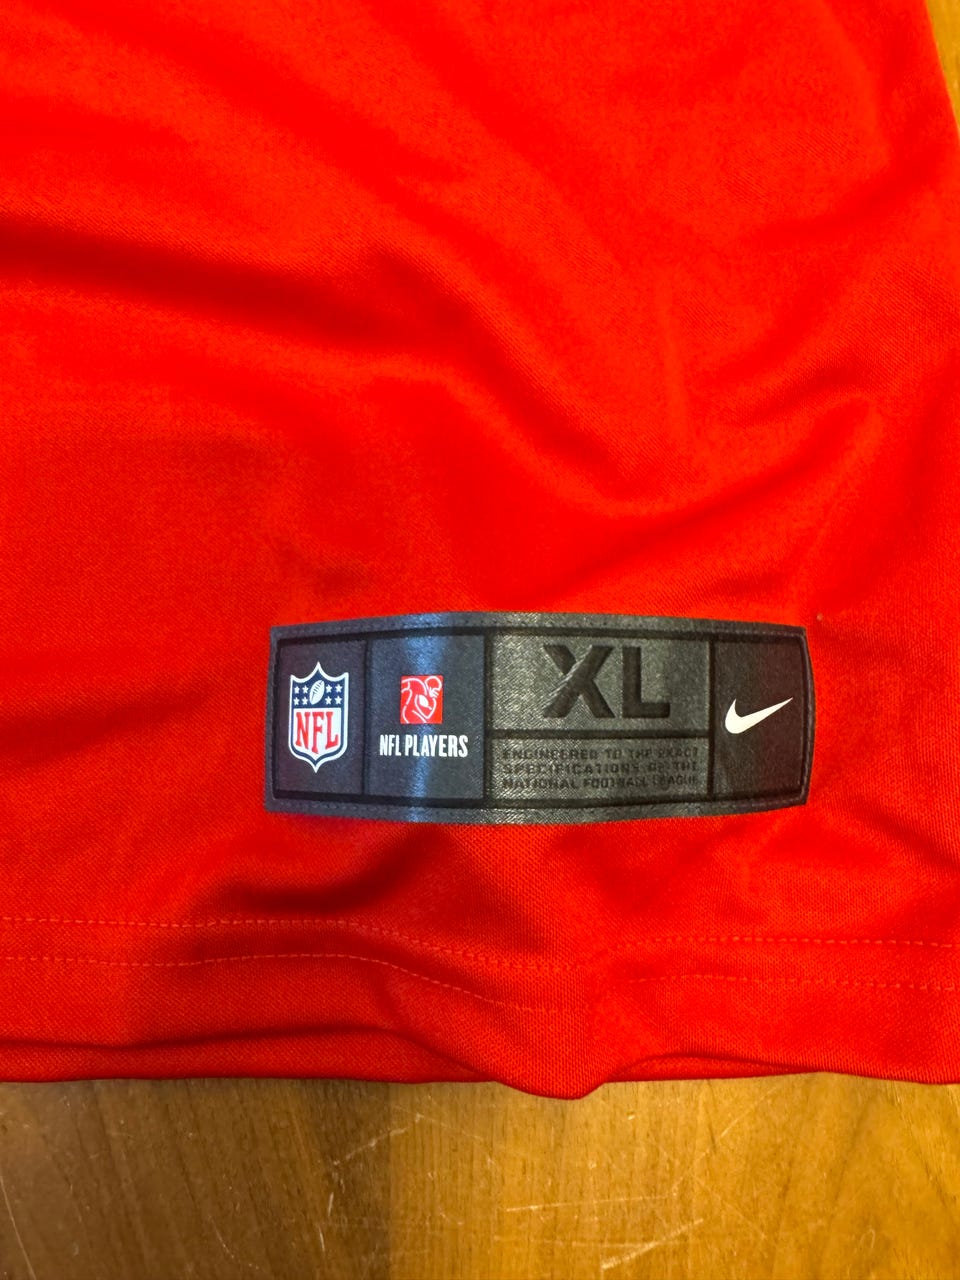 NFL
NFL PLAYERS
XL
ENGINEERED TO THE EXACT
SPECIFICATIONS OF THE
NATIONAL FOOTBALL LEAGUE